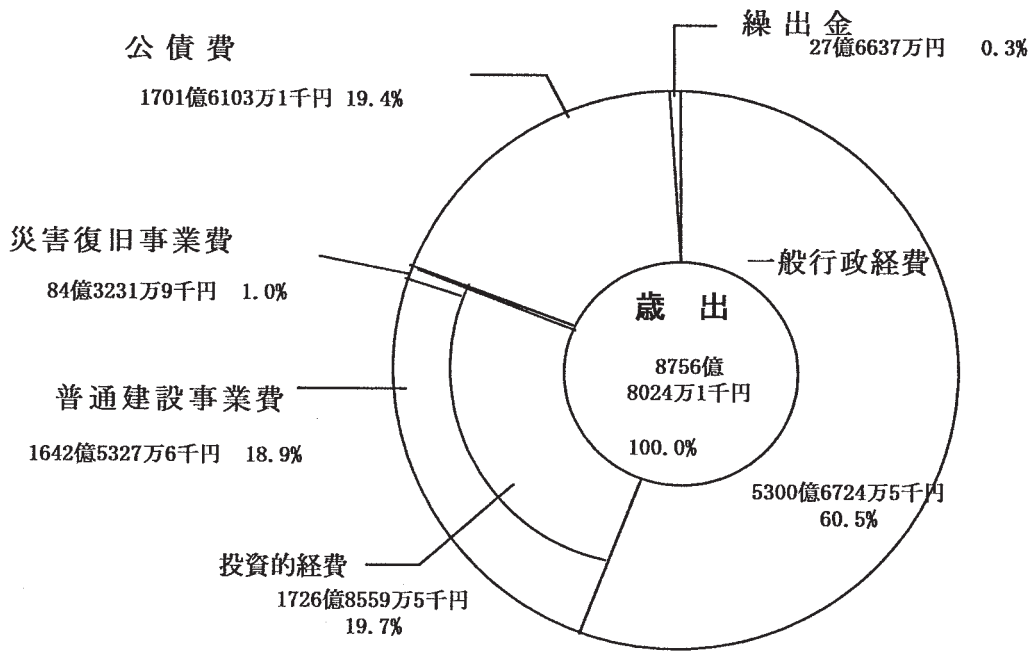 繰出金
27億6637万円 0.3%
公債費
1701億6103万1千円 19.4%
災害復旧事業費
84億3231万9千円 1.0%
一般行政経費
歳出
8756億
8024万1千円
100.0%
普通建設事業費
1642億5327万6千円 18.9%
5300億6724万5千円
60.5%
投資的経費
1726億8559万5千円
19.7%